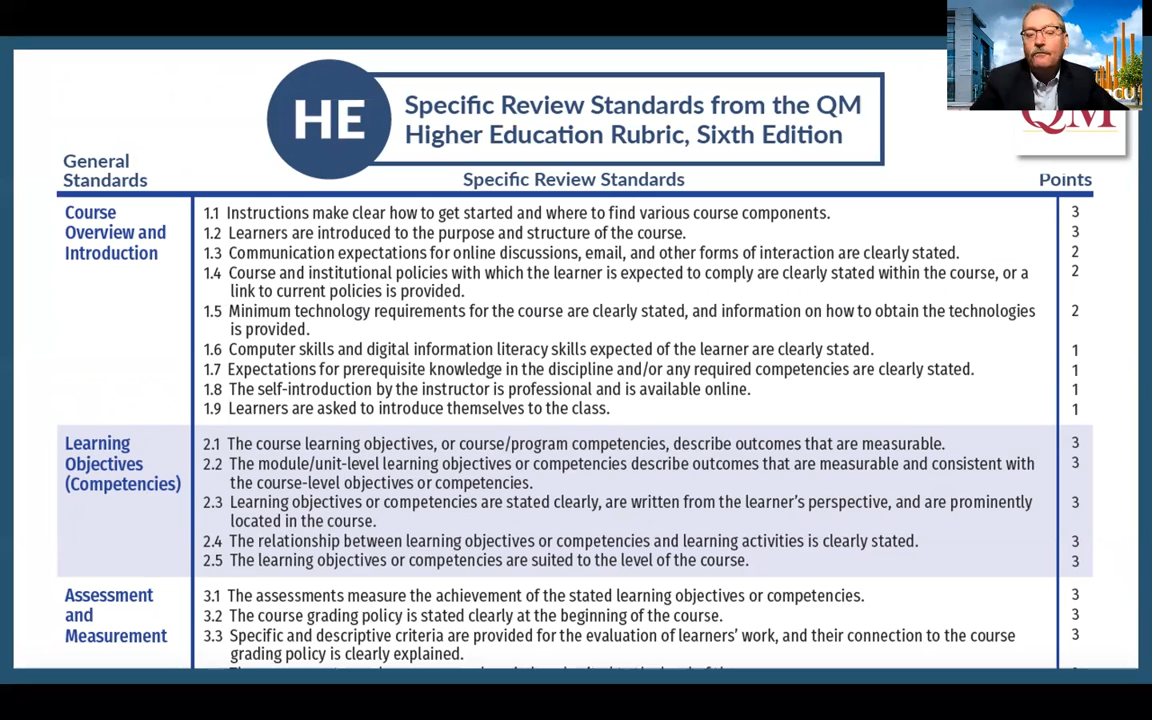 HE
Specific Review Standards from the QM
Higher Education Rubric, Sixth Edition
QM
General
Standards
Specific Review Standards
Points
Course
Overview and
Introduction
1.1 Instructions make clear how to get started and where to find various course components. 3
1.2 Learners are introduced to the purpose and structure of the course. 3
1.3 Communication expectations for online discussions, email, and other forms of interaction are clearly stated. 2
1.4 Course and institutional policies with which the learner is expected to comply are clearly stated within the course, or a 2
link to current policies is provided.
1.5 Minimum technology requirements for the course are clearly stated, and information on how to obtain the technologies 2
is provided.
1.6 Computer skills and digital information literacy skills expected of the learner are clearly stated. 1
1.7 Expectations for prerequisite knowledge in the discipline and/or any required competencies are clearly stated. 1
1.8 The self-introduction by the instructor is professional and is available online. 1
1.9 Learners are asked to introduce themselves to the class. 1
Learning
Objectives
(Competencies)
2.1 The course learning objectives, or course/program competencies, describe outcomes that are measurable. 3
2.2 The module/unit-level learning objectives or competencies describe outcomes that are measurable and consistent with 3
the course-level objectives or competencies.
2.3 Learning objectives or competencies are stated clearly, are written from the learner's perspective, and are prominently 3
located in the course.
2.4 The relationship between learning objectives or competencies and learning activities is clearly stated. 3
2.5 The learning objectives or competencies are suited to the level of the course. 3
Assessment
and
Measurement
3.1 The assessments measure the achievement of the stated learning objectives or competencies. 3
3.2 The course grading policy is stated clearly at the beginning of the course. 3
3.3 Specific and descriptive criteria are provided for the evaluation of learners' work, and their connection to the course 3
grading policy is clearly explained.